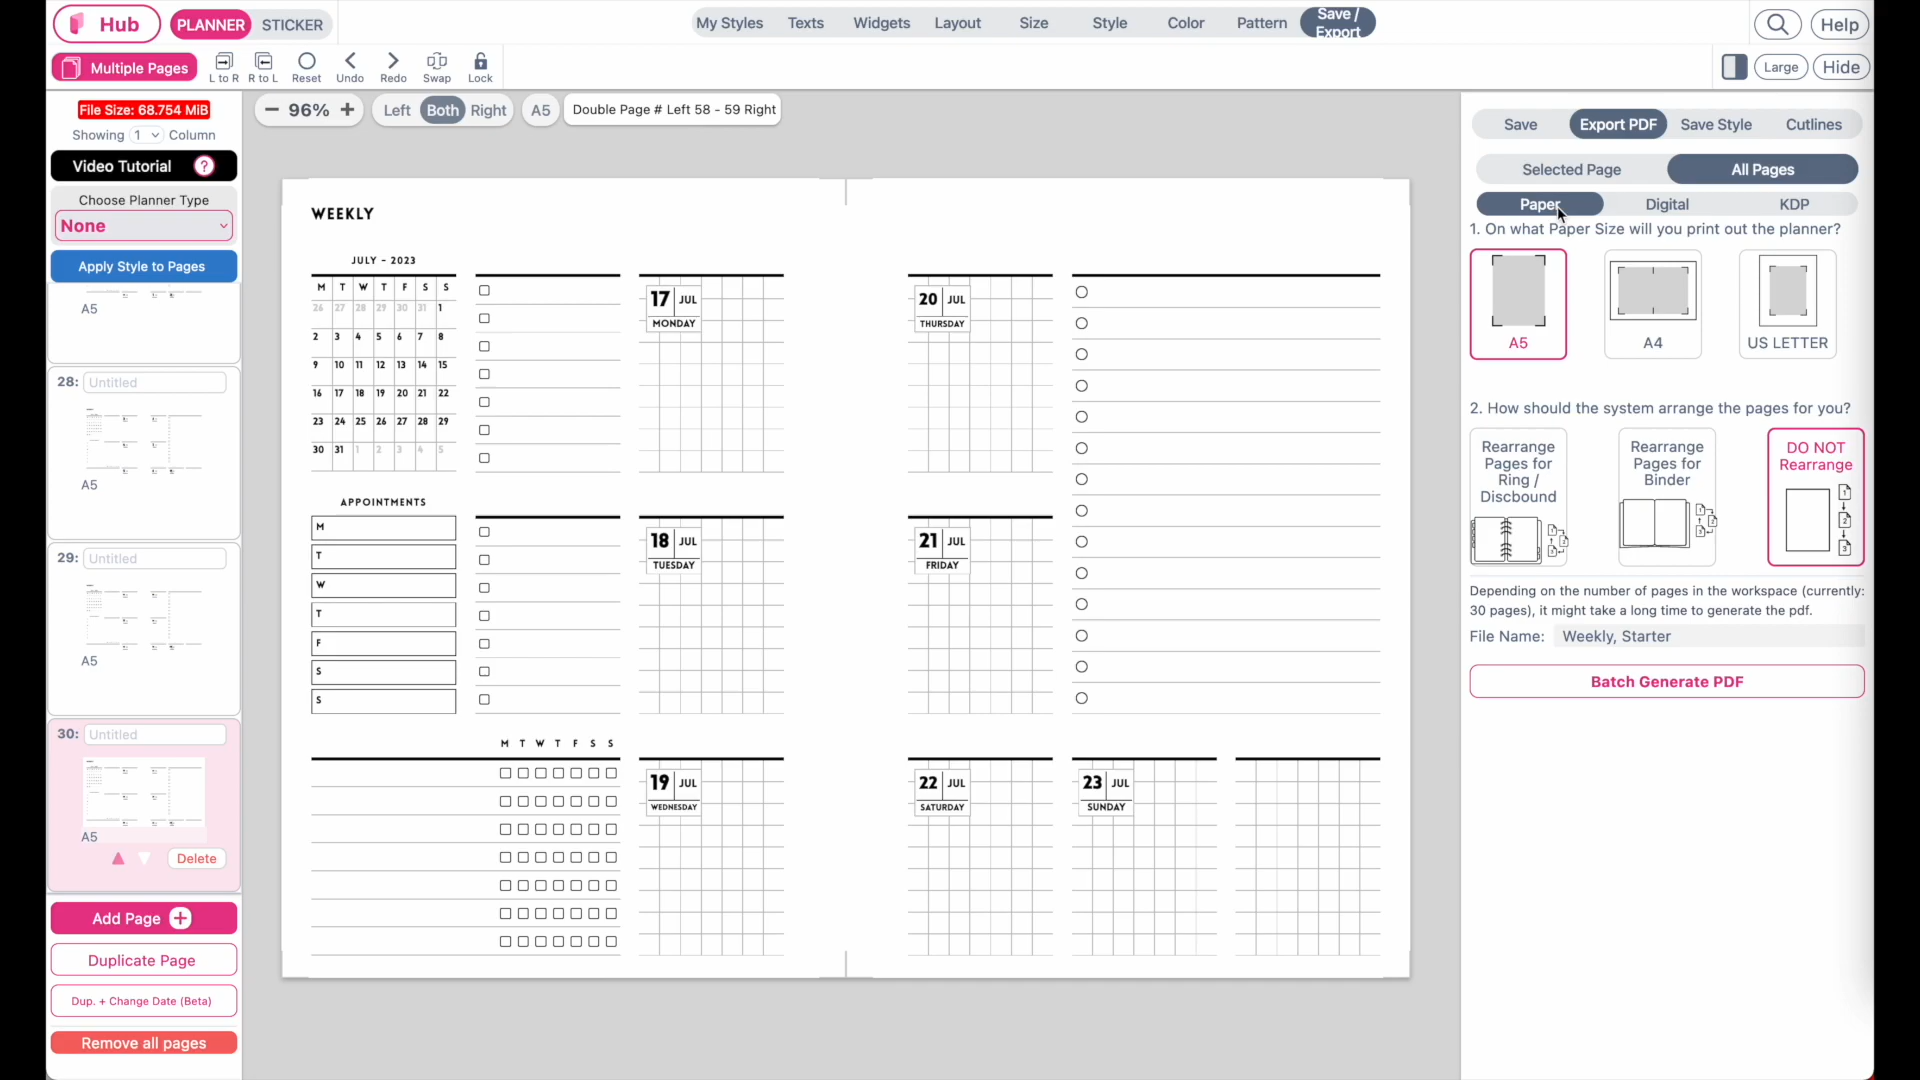 Hub
PLANNER
STICKER
My Styles
Texts
Widgets
Layout
Size
Style
Color
Pattern
Save /
Export
Help
Multiple Pages
L to R
R to L
Reset
Undo
Redo
Swap
Lock
Large
Hide
File Size: 68.754 MiB
Showing 1 Column
Video Tutorial ?
Choose Planner Type
None
Apply Style to Pages
A5
28: Untitled
A5
29: Untitled
A5
30: Untitled
A5
Delete
Add Page +
Duplicate Page
Dup. + Change Date (Beta)
Remove all pages
− 96% +
Left Both Right
A5
Double Page # Left 58 - 59 Right
WEEKLY
JULY - 2023
M T W T F S S
26 27 28 29 30 31 1
2 3 4 5 6 7 8
9 10 11 12 13 14 15
16 17 18 19 20 21 22
23 24 25 26 27 28 29
30 31 1 2 3 4 5
APPOINTMENTS
M
T
W
T
F
S
S
M T W T F S S
17 JUL
MONDAY
18 JUL
TUESDAY
19 JUL
WEDNESDAY
20 JUL
THURSDAY
21 JUL
FRIDAY
22 JUL
SATURDAY
23 JUL
SUNDAY
Save
Export PDF
Save Style
Cutlines
Selected Page
All Pages
Paper
Digital
KDP
1. On what Paper Size will you print out the planner?
A5
A4
US LETTER
2. How should the system arrange the pages for you?
Rearrange
Pages for
Ring /
Discbound
Rearrange
Pages for
Binder
DO NOT
Rearrange
1
2
3
Depending on the number of pages in the workspace (currently:
30 pages), it might take a long time to generate the pdf.
File Name: Weekly, Starter
Batch Generate PDF